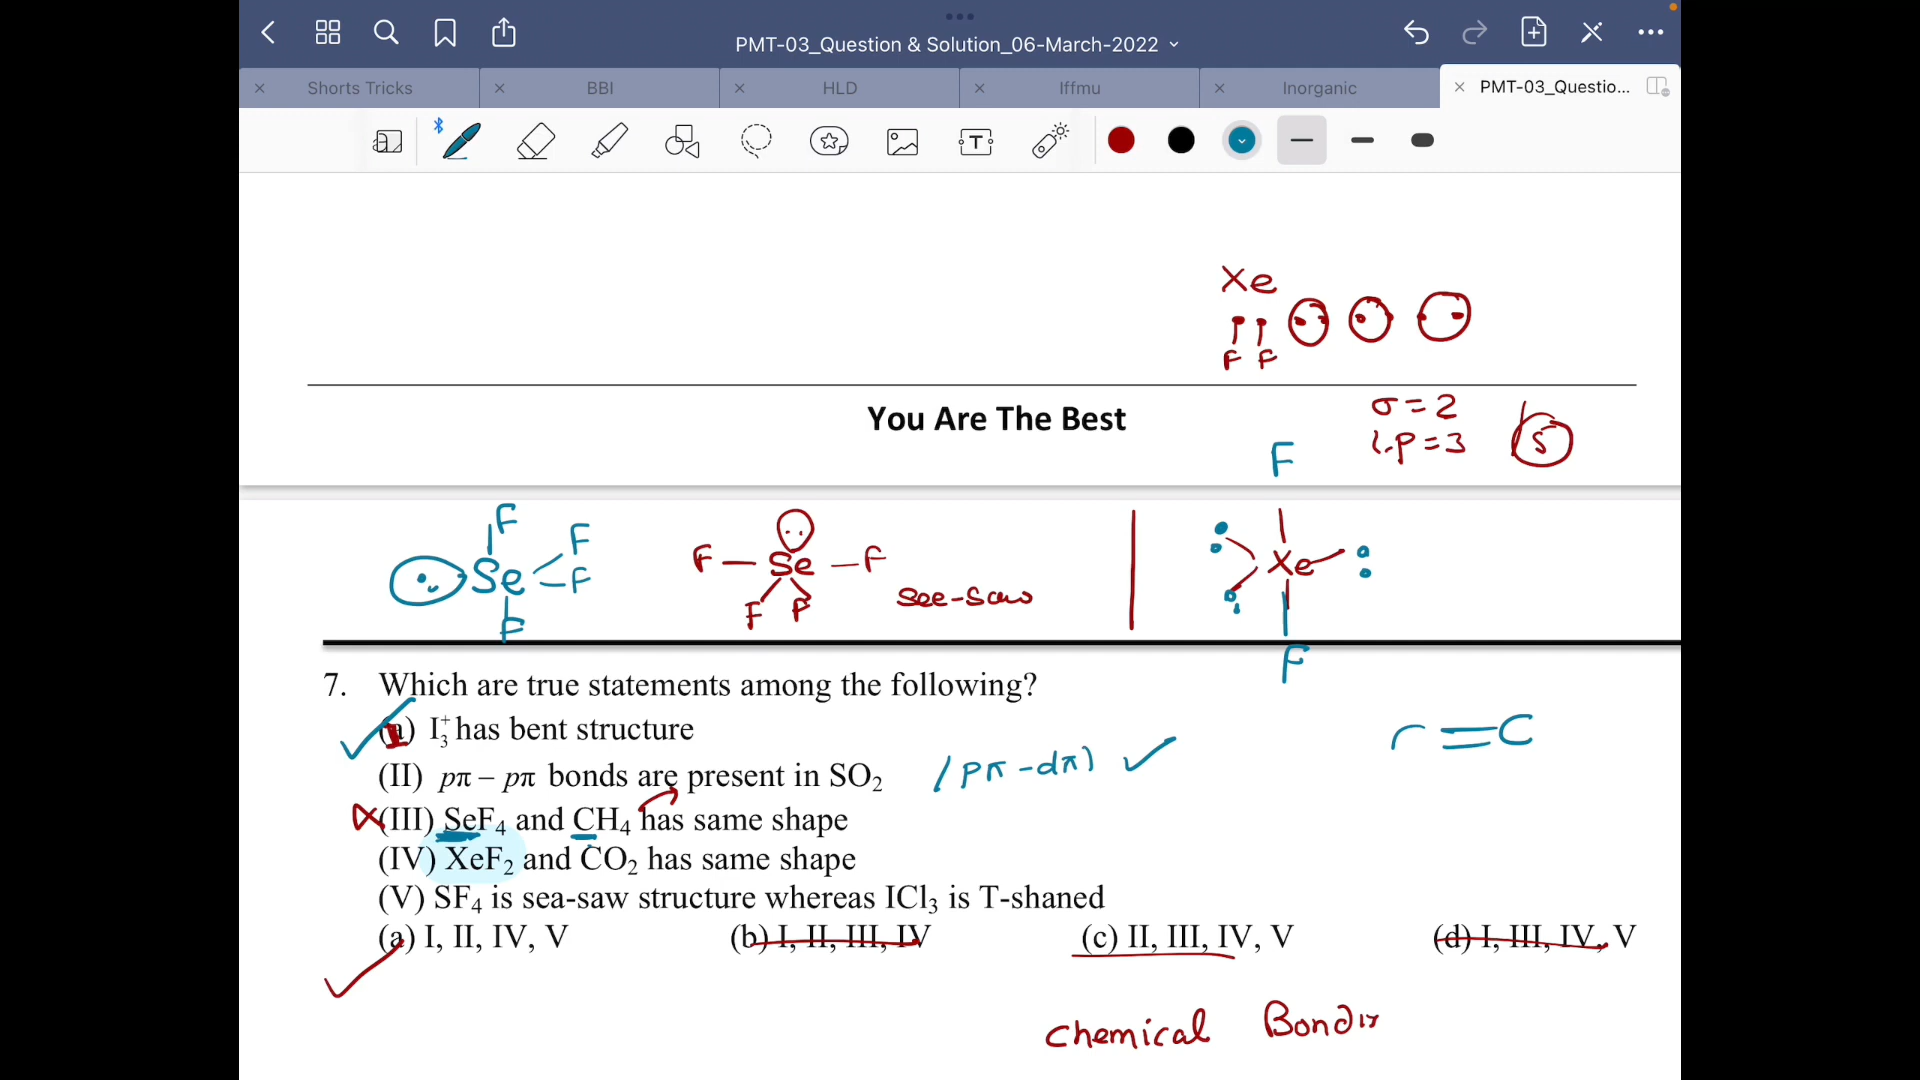 PMT-03_Question & Solution_06-March-2022
Shorts Tricks
BBI
HLD
Iffmu
Inorganic
PMT-03_Questio...
Xe
F F
You Are The Best
σ = 2
l.p = 3
5
F
F
F
Se
F
F
F
F — Se — F
F F
See-Saw
Xe
F
7. Which are true statements among the following?
I₃⁺ has bent structure
(II) pπ – pπ bonds are present in SO₂
(pπ - dπ)
= C
(III) SeF₄ and CH₄ has same shape
(IV) XeF₂ and CO₂ has same shape
(V) SF₄ is sea-saw structure whereas ICl₃ is T-shaned
(a) I, II, IV, V (b) I, II, III, IV (c) II, III, IV, V (d) I, III, IV, V
Chemical